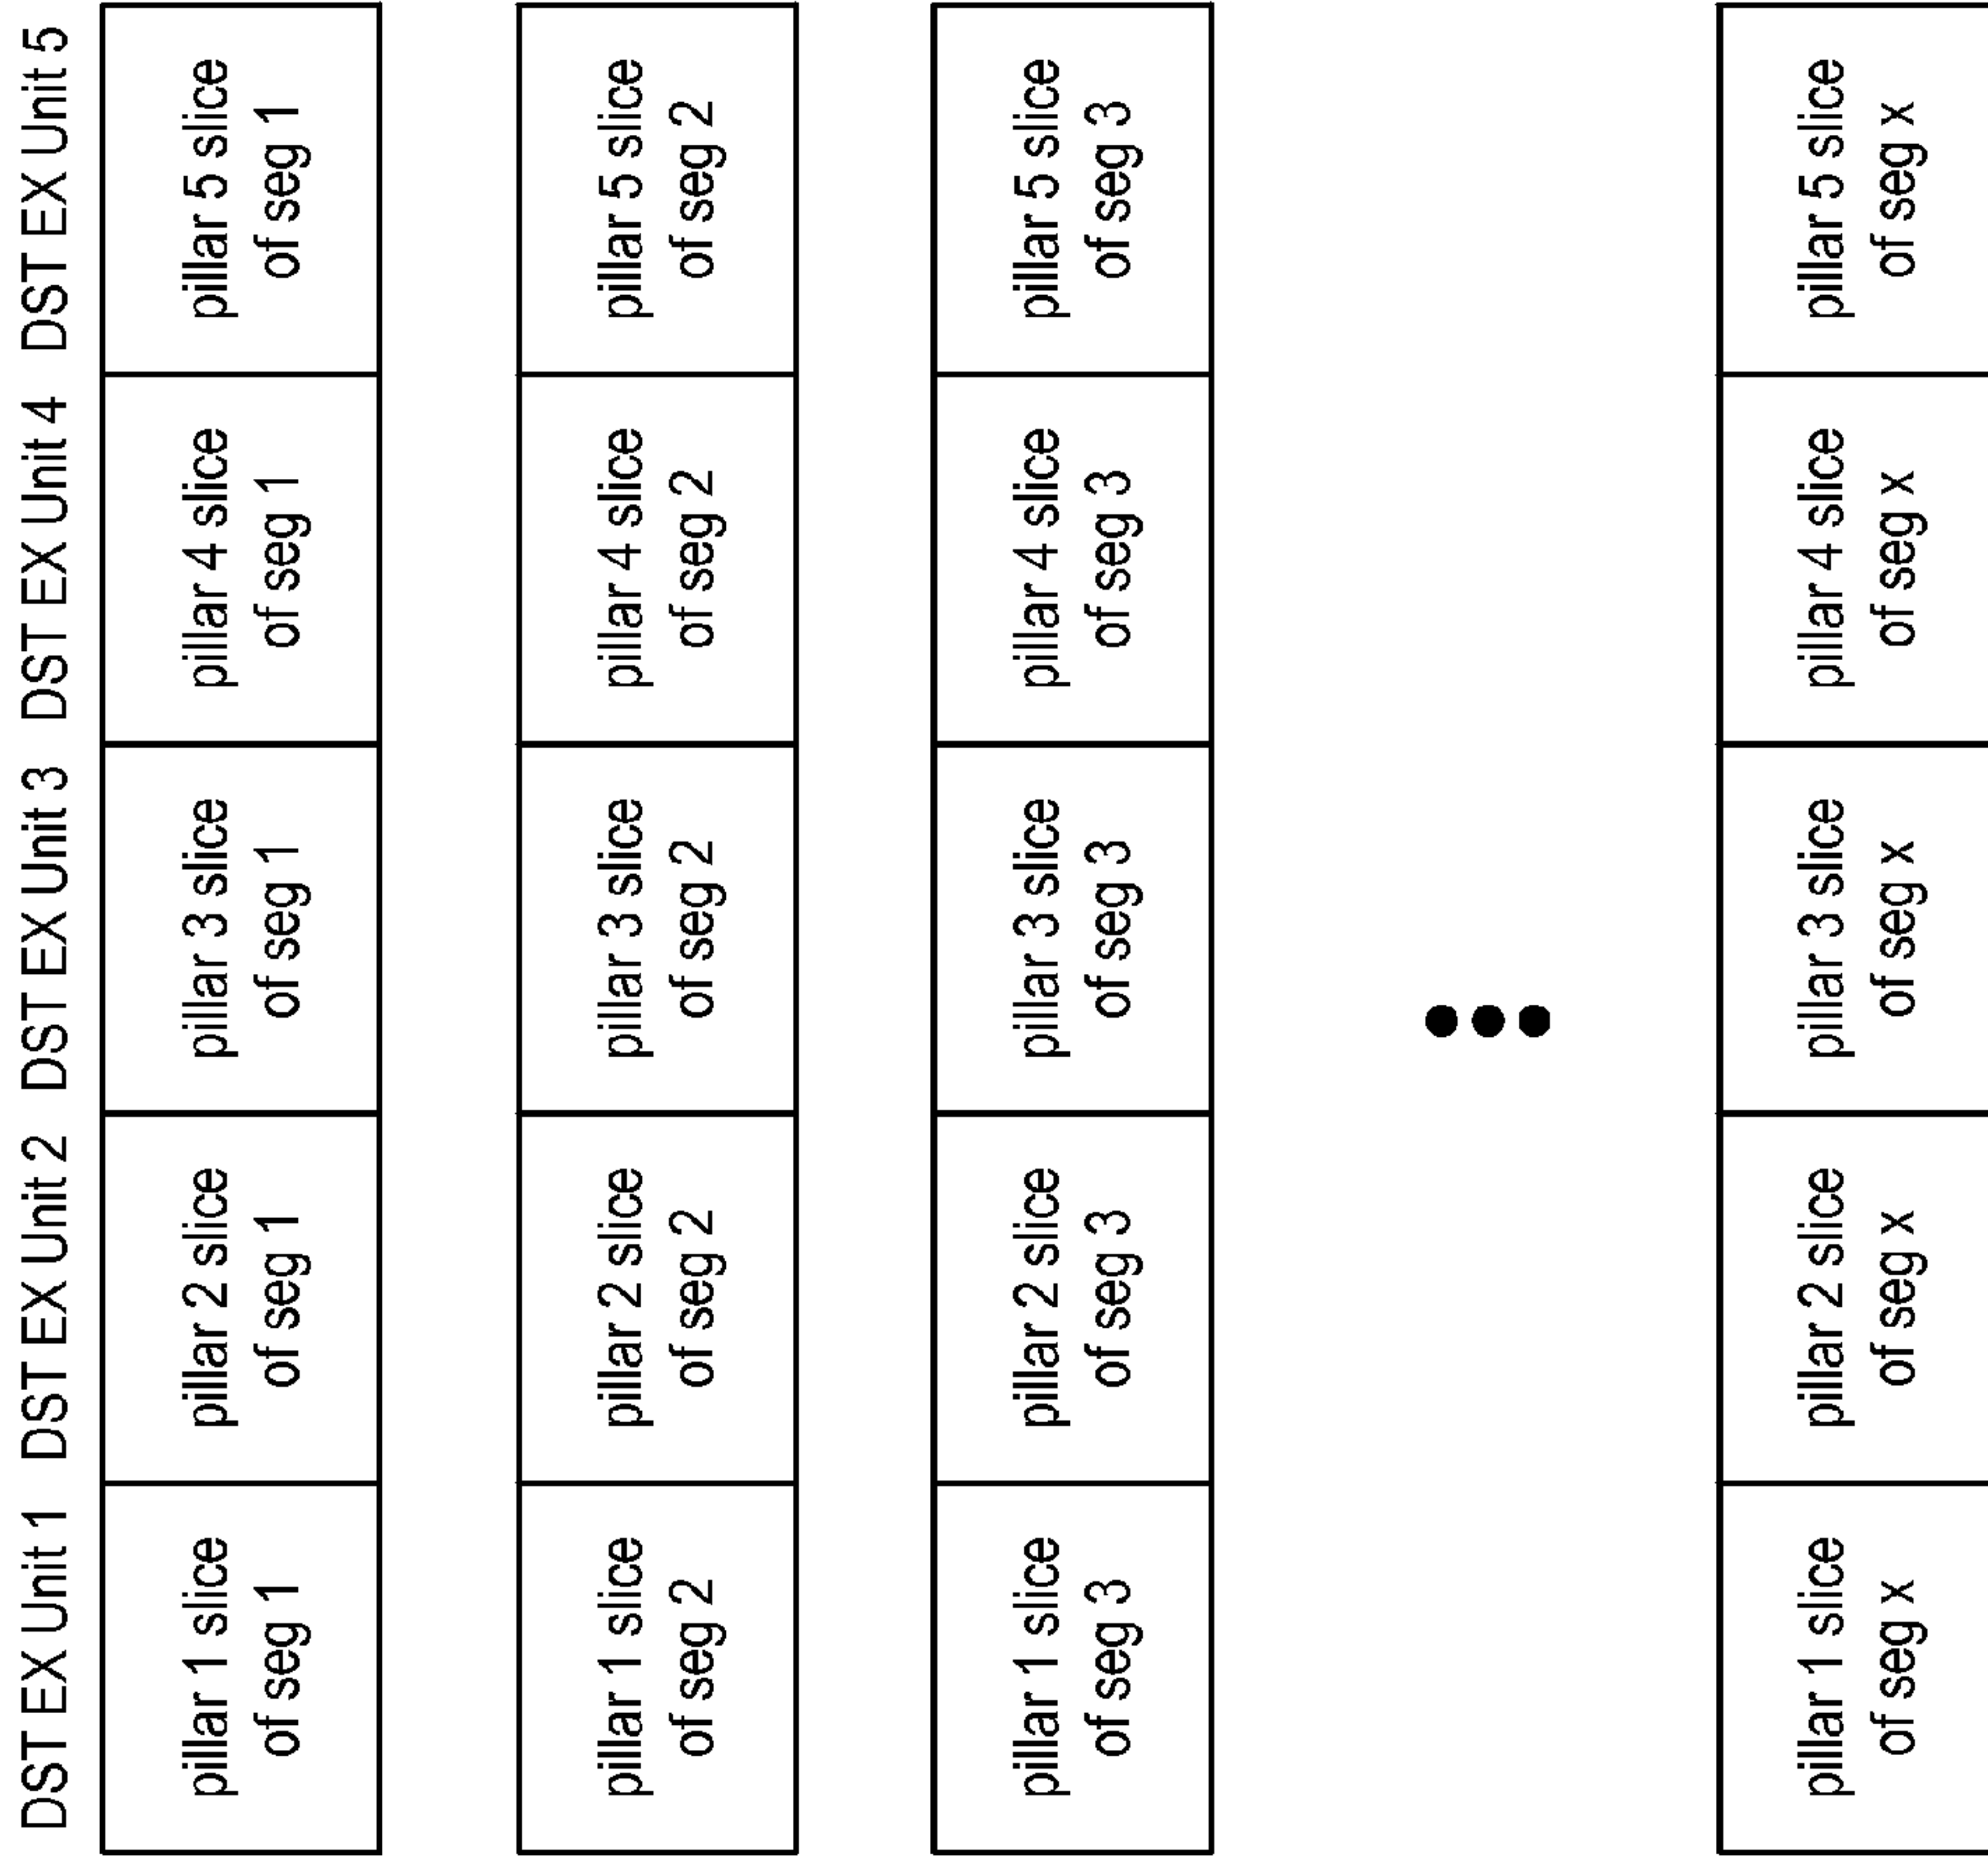 DST EX Unit 1 DST EX Unit 2 DST EX Unit 3 DST EX Unit 4 DST EX Unit 5
pillar 1 slice
of seg 1
pillar 2 slice
of seg 1
pillar 3 slice
of seg 1
pillar 4 slice
of seg 1
pillar 5 slice
of seg 1
pillar 1 slice
of seg 2
pillar 2 slice
of seg 2
pillar 3 slice
of seg 2
pillar 4 slice
of seg 2
pillar 5 slice
of seg 2
pillar 1 slice
of seg 3
pillar 2 slice
of seg 3
pillar 3 slice
of seg 3
pillar 4 slice
of seg 3
pillar 5 slice
of seg 3
pillar 1 slice
of seg x
pillar 2 slice
of seg x
pillar 3 slice
of seg x
pillar 4 slice
of seg x
pillar 5 slice
of seg x